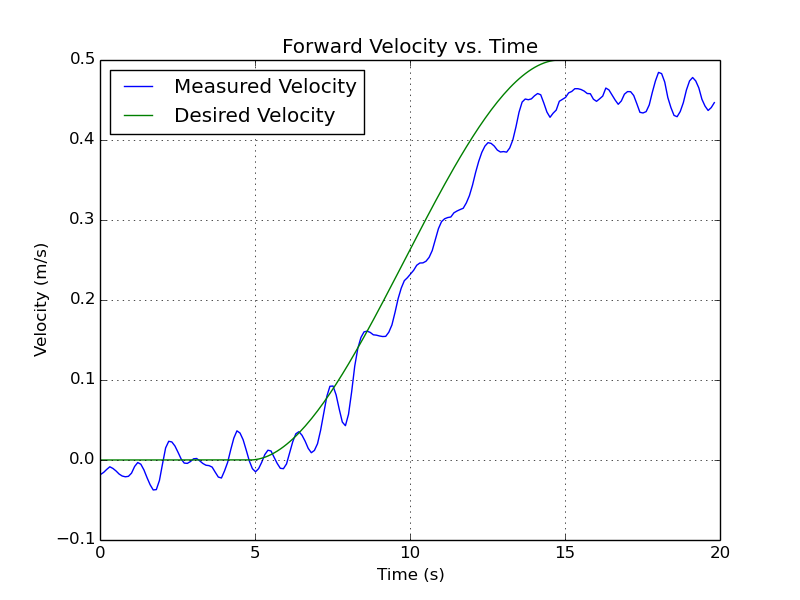 Forward Velocity vs. Time
Measured Velocity
Desired Velocity
0.5
0.4
0.3
0.2
0.1
0.0
−0.1
Velocity (m/s)
0 5 10 15 20
Time (s)